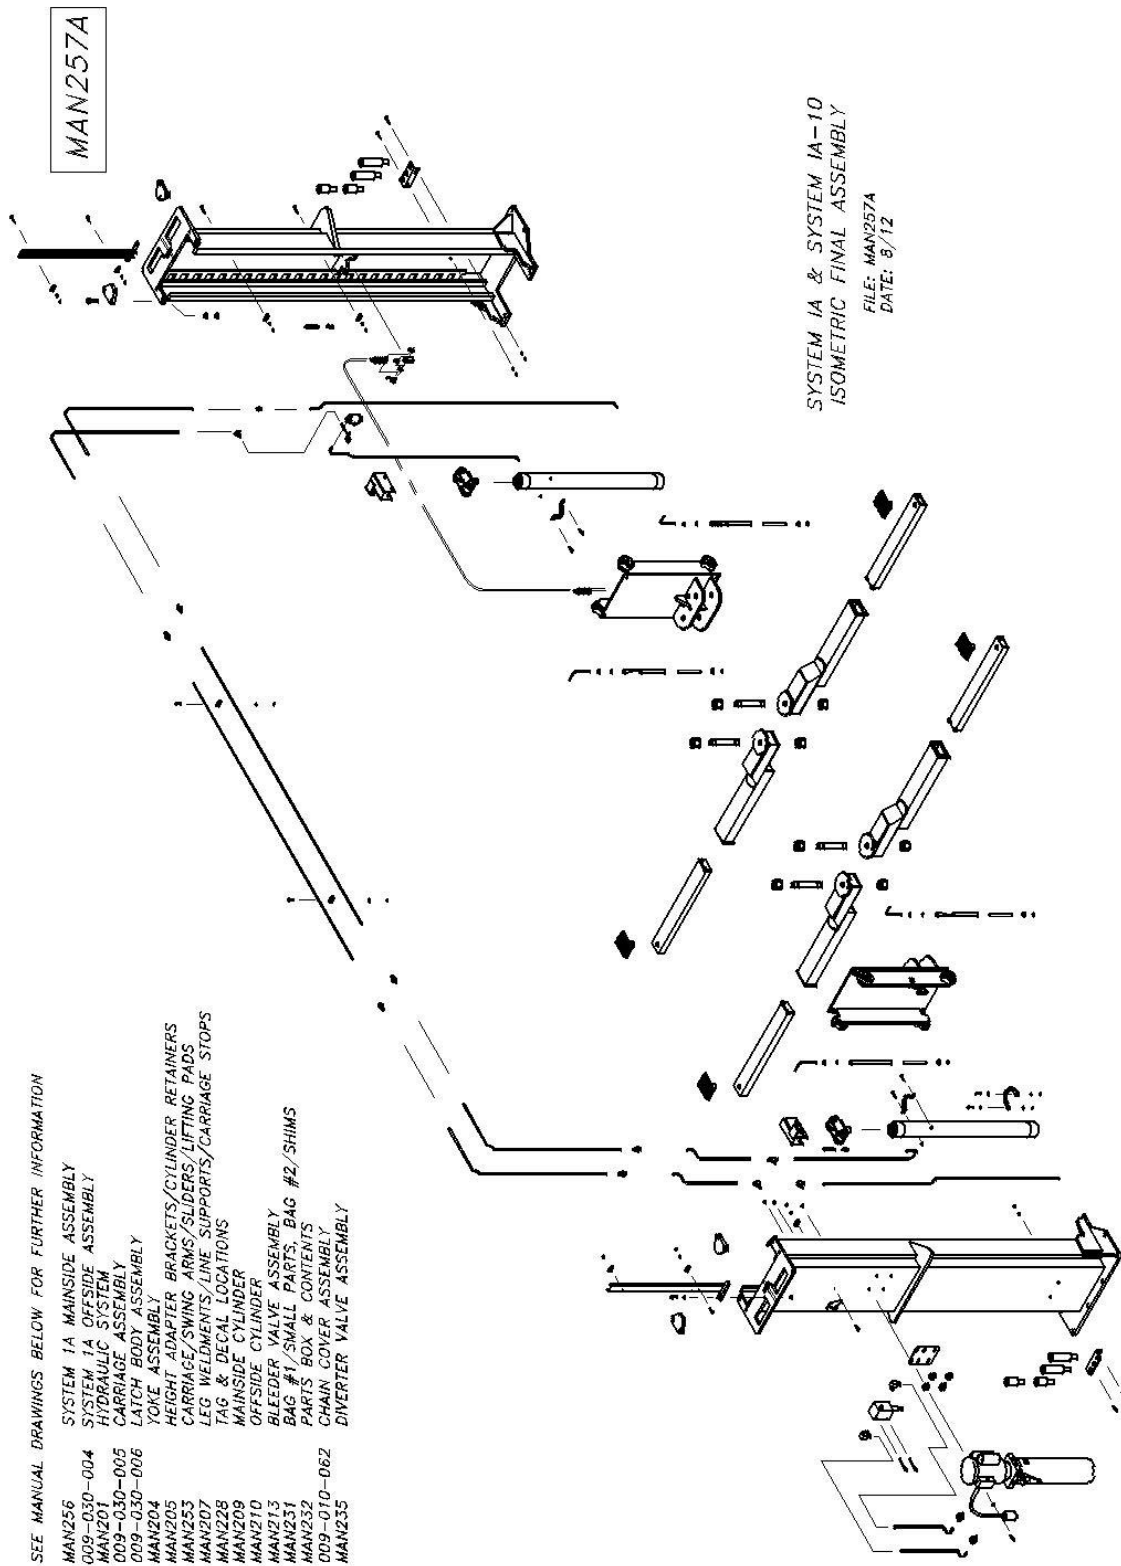 MAN257A
SEE MANUAL DRAWINGS BELOW FOR FURTHER INFORMATION
MAN256 SYSTEM 1A MAINSIDE ASSEMBLY
009-030-004 SYSTEM 1A OFFSIDE ASSEMBLY
MAN201 HYDRAULIC SYSTEM
009-030-005 CARRIAGE ASSEMBLY
009-030-006 LATCH BODY ASSEMBLY
MAN204 YOKE ASSEMBLY
MAN205 HEIGHT ADAPTER BRACKETS/CYLINDER RETAINERS
MAN253 CARRIAGE/SWING ARMS/SLIDERS/LIFTING PADS
MAN207 LEG WELDMENTS/LINE SUPPORTS/CARRIAGE STOPS
MAN228 TAG & DECAL LOCATIONS
MAN209 MAINSIDE CYLINDER
MAN210 OFFSIDE CYLINDER
MAN213 BLEEDER VALVE ASSEMBLY
MAN231 BAG #1/SMALL PARTS, BAG #2/SHIMS
MAN232 PARTS BOX & CONTENTS
009-010-062 CHAIN COVER ASSEMBLY
MAN235 DIVERTER VALVE ASSEMBLY
SYSTEM IA & SYSTEM IA-10
ISOMETRIC FINAL ASSEMBLY
FILE: MAN257A
DATE: 8/12